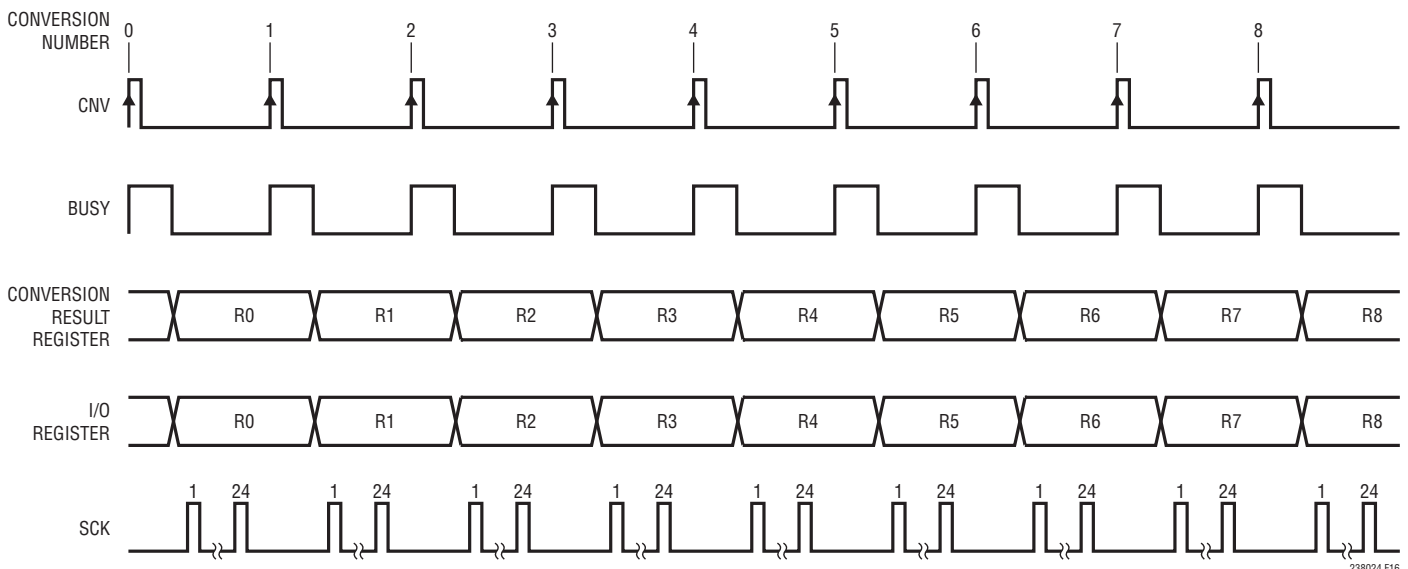 CONVERSION
NUMBER
0 1 2 3 4 5 6 7 8
CNV
BUSY
CONVERSION
RESULT
REGISTER
R0 R1 R2 R3 R4 R5 R6 R7 R8
I/O
REGISTER
R0 R1 R2 R3 R4 R5 R6 R7 R8
1 24 1 24 1 24 1 24 1 24 1 24 1 24 1 24 1 24
SCK
238024 F16